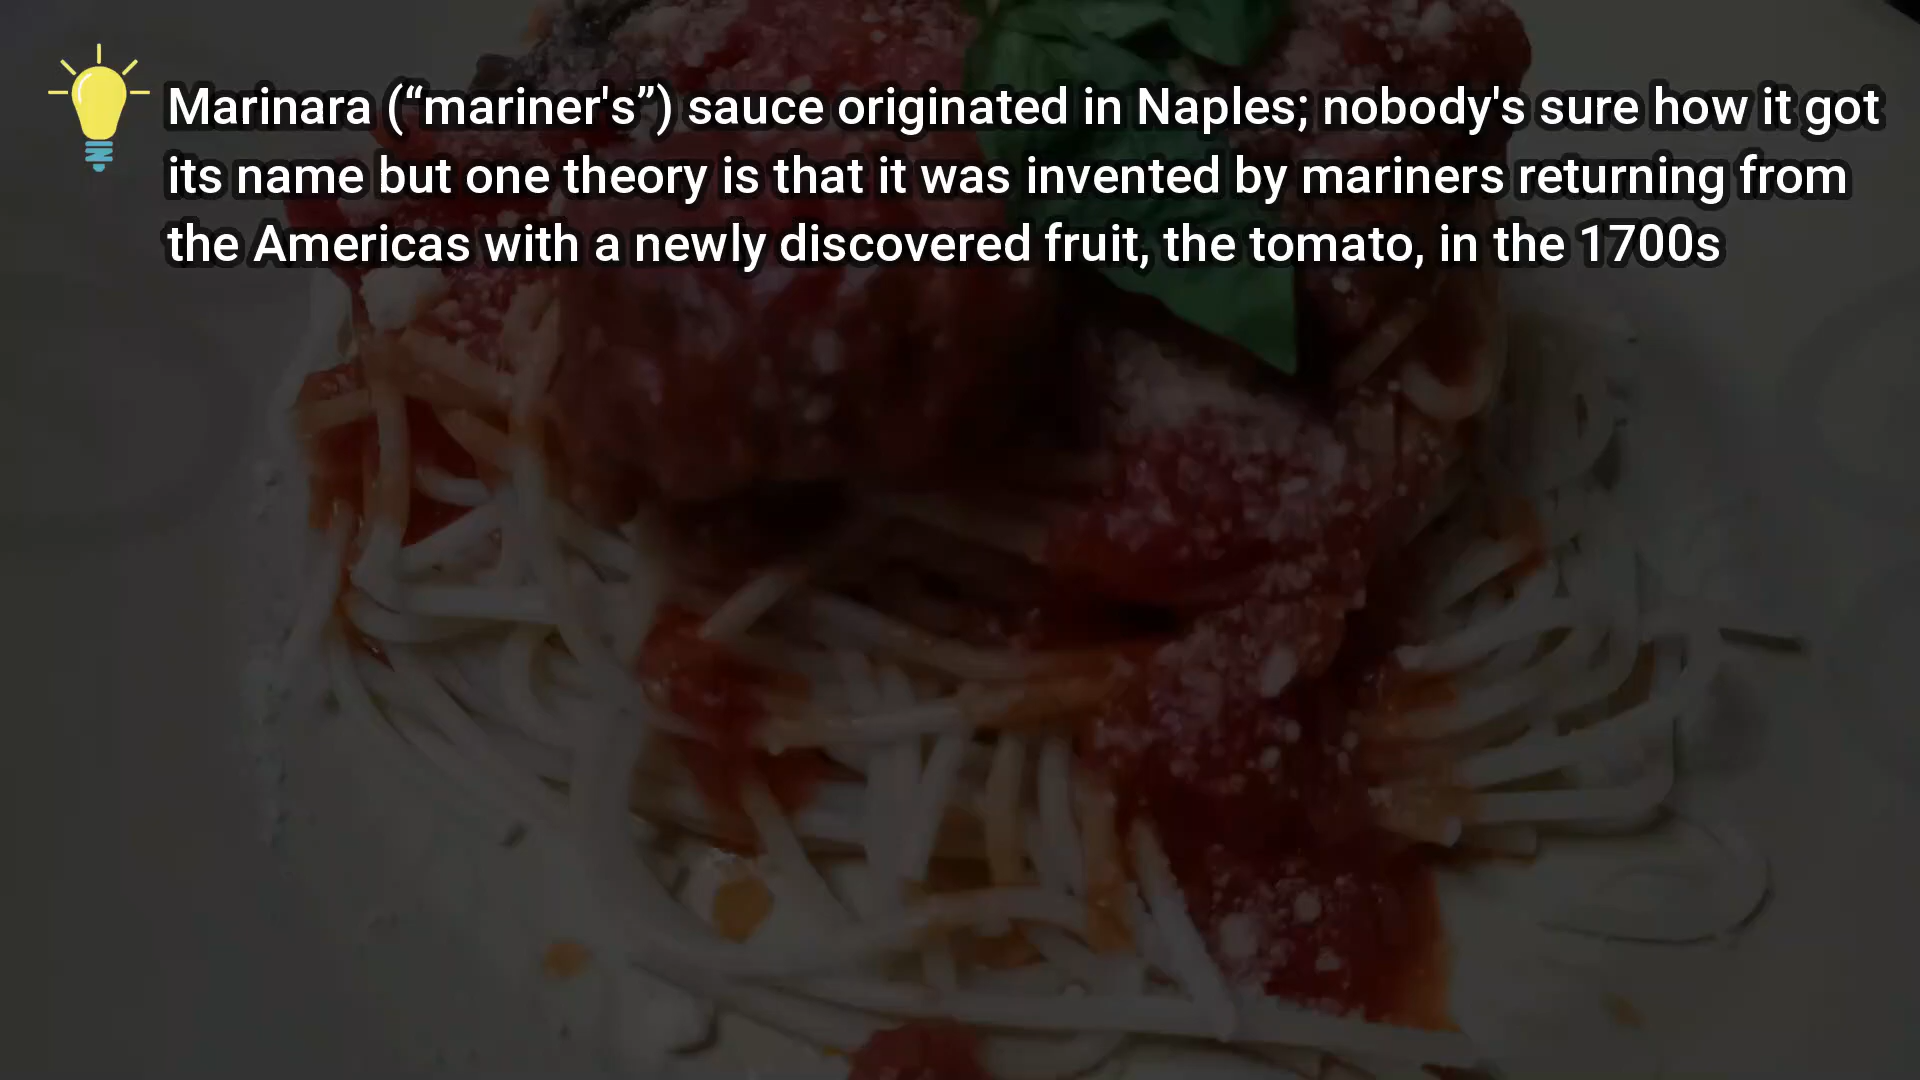 Marinara (“mariner's”) sauce originated in Naples; nobody's sure how it got
its name but one theory is that it was invented by mariners returning from
the Americas with a newly discovered fruit, the tomato, in the 1700s